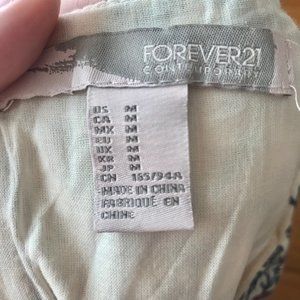 FOREVER21
CONTEMPORARY
US M
CA M
MX M
EU M
UK M
KR M
JP M
CN 165/94A
MADE IN CHINA
FABRIQUÉ EN
CHINE